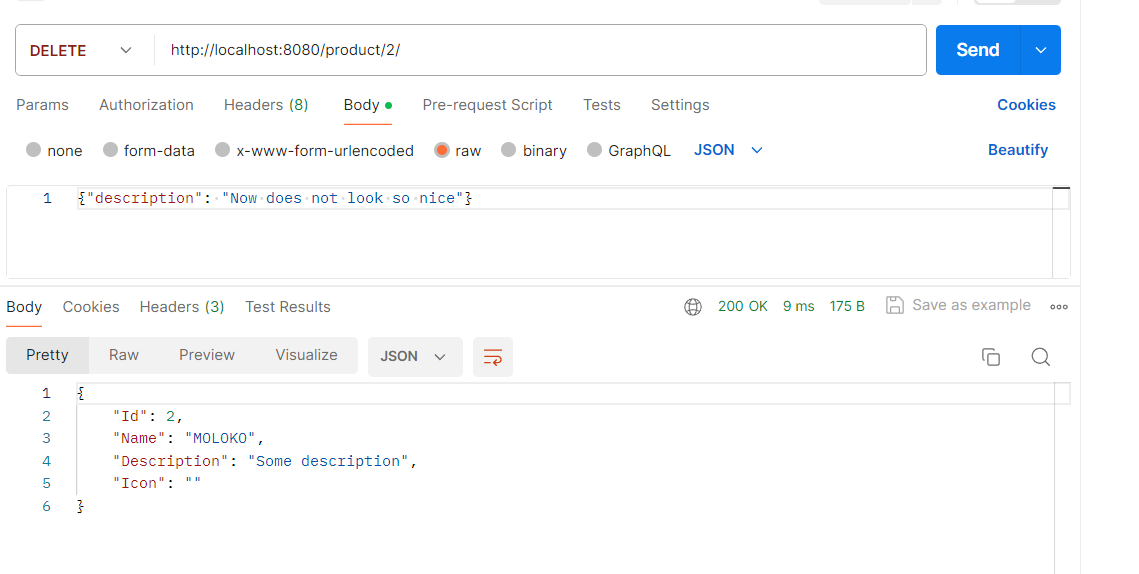 DELETE http://localhost:8080/product/2/ Send
Params Authorization Headers (8) Body Pre-request Script Tests Settings Cookies
none form-data x-www-form-urlencoded raw binary GraphQL JSON Beautify
1 {"description": "Now does not look so nice"}
Body Cookies Headers (3) Test Results 200 OK 9 ms 175 B Save as example
Pretty Raw Preview Visualize JSON
1 {
2 "Id": 2,
3 "Name": "MOLOKO",
4 "Description": "Some description",
5 "Icon": ""
6 }